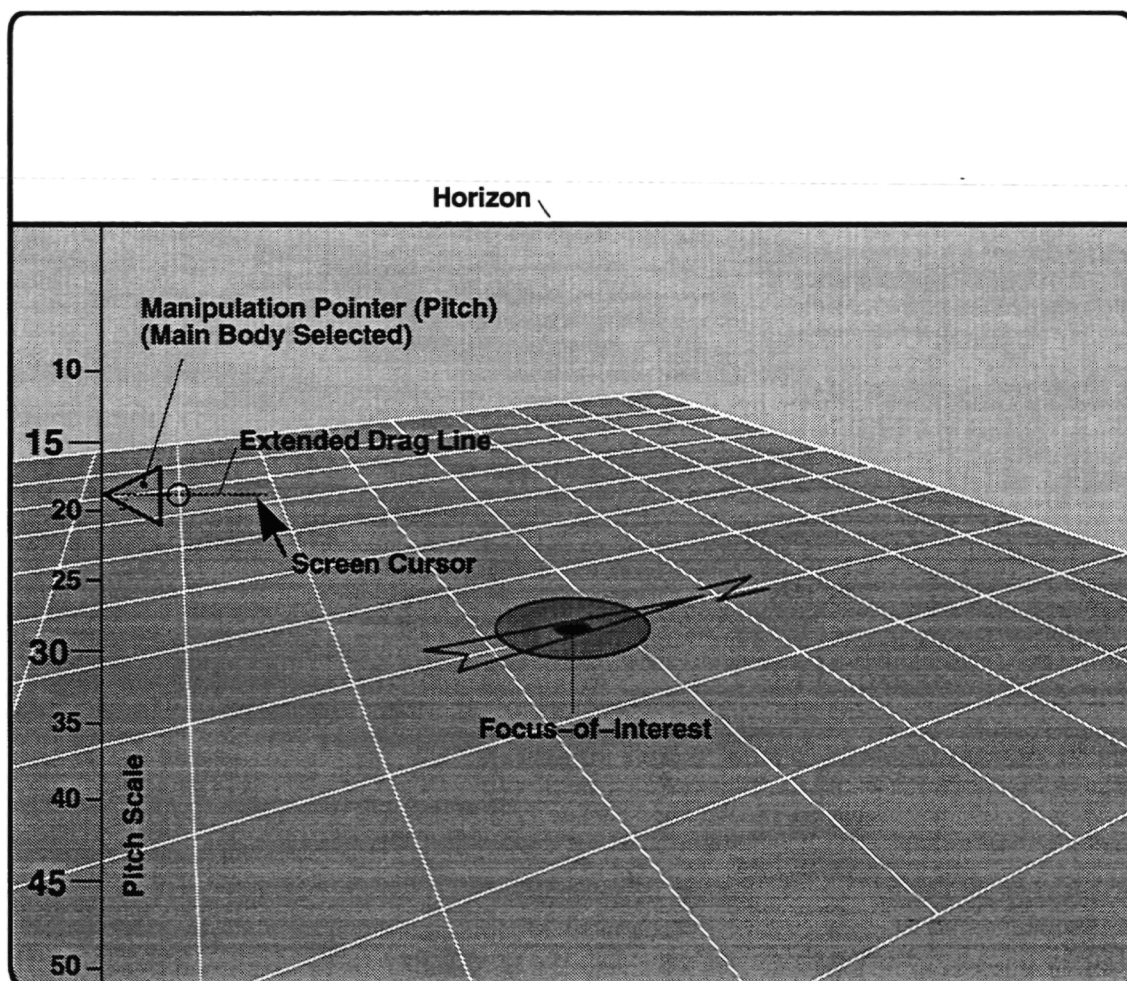 Horizon
Manipulation Pointer (Pitch)
(Main Body Selected)
10
15
Extended Drag Line
20
Screen Cursor
25
30
Focus–of–Interest
35
40
Pitch Scale
45
50